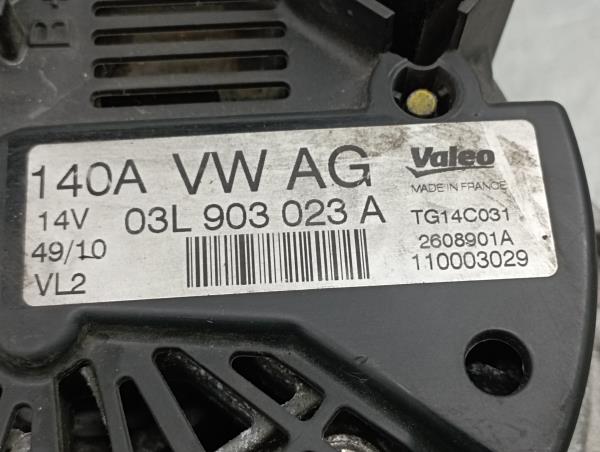 B+
140A VW AG Valeo
MADE IN FRANCE
14V 03L 903 023 A TG14C031
49/10 2608901A
VL2 110003029